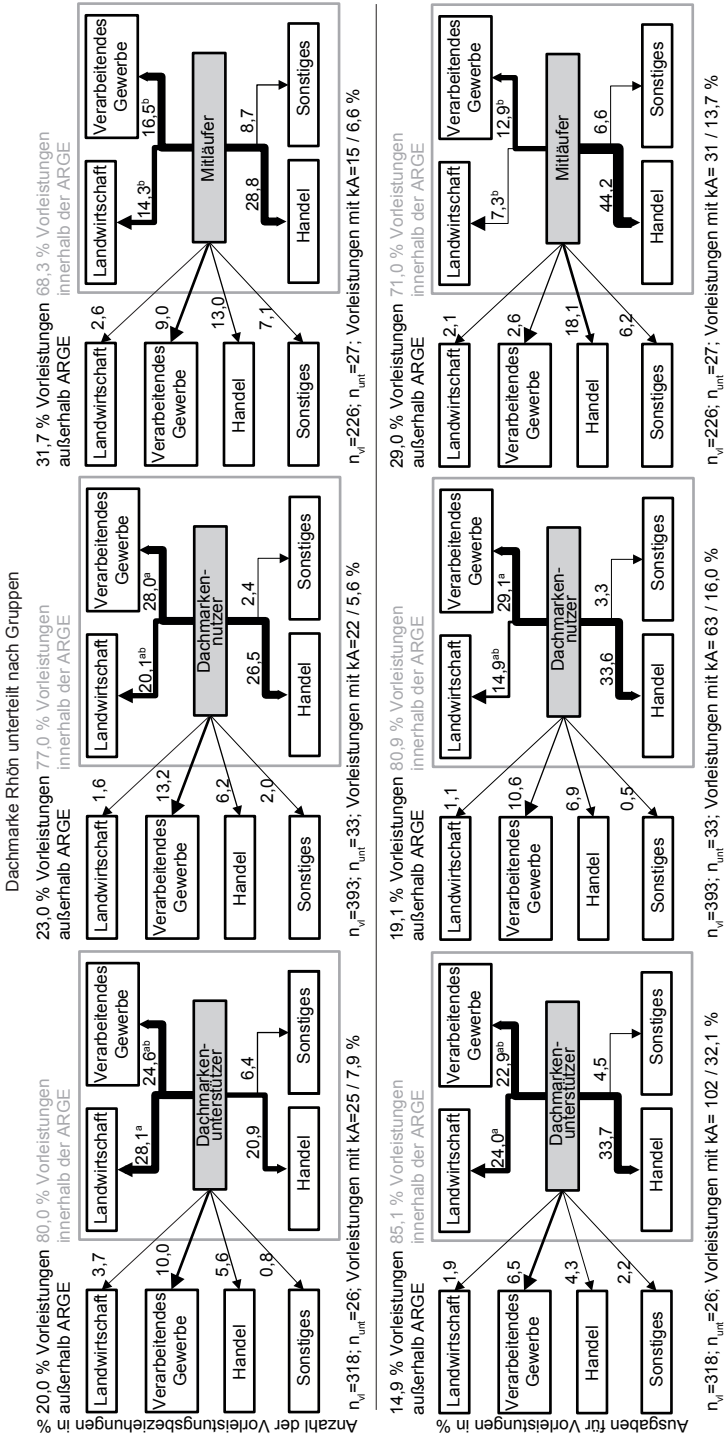 Dachmarke Rhön unterteilt nach Gruppen
Anzahl der Vorleistungsbeziehungen in %
20,0 % Vorleistungen
außerhalb ARGE
80,0 % Vorleistungen
innerhalb der ARGE
Landwirtschaft
3,7
Verarbeitendes
Gewerbe
10,0
Handel
5,6
Sonstiges
0,8
Landwirtschaft
28,1ᵃ
Verarbeitendes
Gewerbe
24,6ᵃᵇ
Dachmarken-
unterstützer
20,9
Handel
6,4
Sonstiges
nᵥₗ=318; nᵤₙₜ=26; Vorleistungen mit kA=25 / 7,9 %
23,0 % Vorleistungen
außerhalb ARGE
77,0 % Vorleistungen
innerhalb der ARGE
Landwirtschaft
1,6
Verarbeitendes
Gewerbe
13,2
Handel
6,2
Sonstiges
2,0
Landwirtschaft
20,1ᵃᵇ
Verarbeitendes
Gewerbe
28,0ᵃ
Dachmarken-
nutzer
26,5
Handel
2,4
Sonstiges
nᵥₗ=393; nᵤₙₜ=33; Vorleistungen mit kA=22 / 5,6 %
31,7 % Vorleistungen
außerhalb ARGE
68,3 % Vorleistungen
innerhalb der ARGE
Landwirtschaft
2,6
Verarbeitendes
Gewerbe
9,0
Handel
13,0
Sonstiges
7,1
Landwirtschaft
14,3ᵇ
Verarbeitendes
Gewerbe
16,5ᵇ
Mitläufer
28,8
Handel
8,7
Sonstiges
nᵥₗ=226; nᵤₙₜ=27; Vorleistungen mit kA=15 / 6,6 %
Ausgaben für Vorleistungen in %
14,9 % Vorleistungen
außerhalb ARGE
85,1 % Vorleistungen
innerhalb der ARGE
Landwirtschaft
1,9
Verarbeitendes
Gewerbe
6,5
Handel
4,3
Sonstiges
2,2
Landwirtschaft
24,0ᵃ
Verarbeitendes
Gewerbe
22,9ᵃᵇ
Dachmarken-
unterstützer
33,7
Handel
4,5
Sonstiges
nᵥₗ=318; nᵤₙₜ=26; Vorleistungen mit kA= 102 / 32,1 %
19,1 % Vorleistungen
außerhalb ARGE
80,9 % Vorleistungen
innerhalb der ARGE
Landwirtschaft
1,1
Verarbeitendes
Gewerbe
10,6
Handel
6,9
Sonstiges
0,5
Landwirtschaft
14,9ᵃᵇ
Verarbeitendes
Gewerbe
29,1ᵃ
Dachmarken-
nutzer
33,6
Handel
3,3
Sonstiges
nᵥₗ=393; nᵤₙₜ=33; Vorleistungen mit kA= 63 / 16,0 %
29,0 % Vorleistungen
außerhalb ARGE
71,0 % Vorleistungen
innerhalb der ARGE
Landwirtschaft
2,1
Verarbeitendes
Gewerbe
2,6
Handel
18,1
Sonstiges
6,2
Landwirtschaft
7,3ᵇ
Verarbeitendes
Gewerbe
12,9ᵇ
Mitläufer
44,2
Handel
6,6
Sonstiges
nᵥₗ=226; nᵤₙₜ=27; Vorleistungen mit kA= 31 / 13,7 %